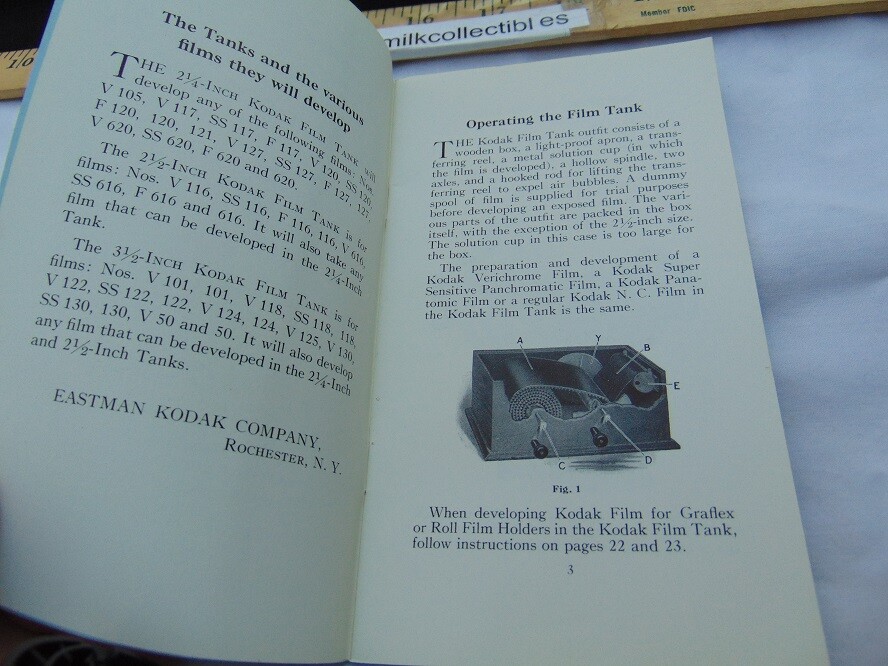 10
16
17
milkcollectibles
Member FDIC
The Tanks and the various
films they will develop
THE 2¼-INCH KODAK FILM TANK will
develop any of the following films: Nos.
V 105, V 117, SS 117, F 117, V 120, SS 120,
F 120, 120, 121, V 127, SS 127, F 127, 127,
V 620, SS 620, F 620 and 620.
The 2½-INCH KODAK FILM TANK is for
films: Nos. V 116, SS 116, F 116, 116, V 616,
SS 616, F 616 and 616. It will also take any
film that can be developed in the 2¼-Inch
Tank.
The 3½-INCH KODAK FILM TANK is for
films: Nos. V 101, 101, V 118, SS 118, 118,
V 122, SS 122, 122, V 124, 124, V 125, V 130,
SS 130, 130, V 50 and 50. It will also develop
any film that can be developed in the 2¼-Inch
and 2½-Inch Tanks.
EASTMAN KODAK COMPANY,
ROCHESTER, N. Y.
Operating the Film Tank
THE Kodak Film Tank outfit consists of a
wooden box, a light-proof apron, a trans-
ferring reel, a metal solution cup (in which
the film is developed), a hollow spindle, two
axles, and a hooked rod for lifting the trans-
ferring reel to expel air bubbles. A dummy
spool of film is supplied for trial purposes
before developing an exposed film. The vari-
ous parts of the outfit are packed in the box
itself, with the exception of the 2½-inch size.
The solution cup in this case is too large for
the box.
The preparation and development of a
Kodak Verichrome Film, a Kodak Super
Sensitive Panchromatic Film, a Kodak Pana-
tomic Film or a regular Kodak N. C. Film in
the Kodak Film Tank is the same.
A
Y
B
E
C
D
Fig. 1
When developing Kodak Film for Graflex
or Roll Film Holders in the Kodak Film Tank,
follow instructions on pages 22 and 23.
3